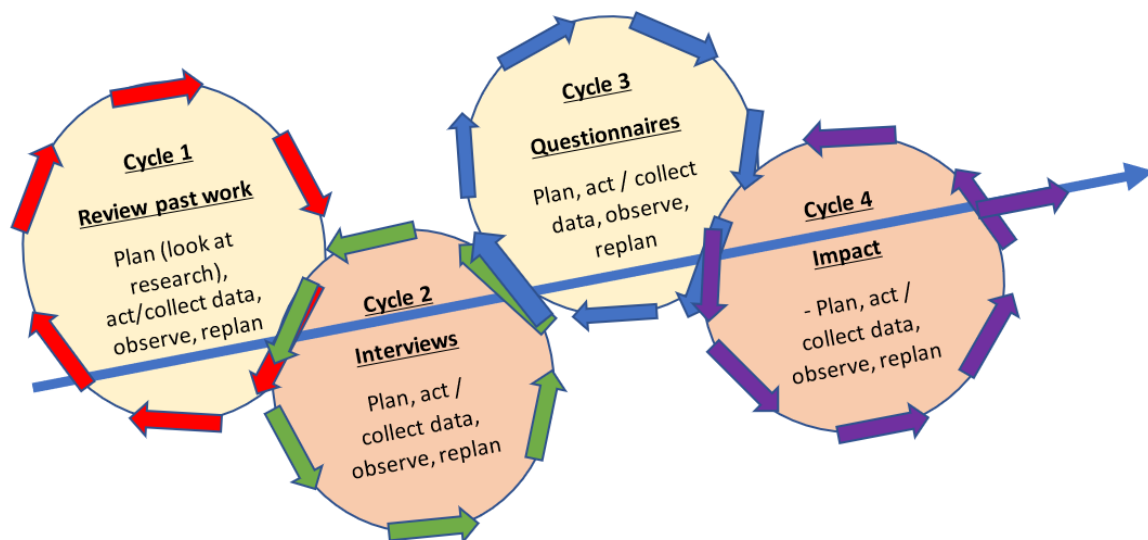 Cycle 1
Review past work
Plan (look at
research),
act/collect data,
observe, replan
Cycle 2
Interviews
Plan, act /
collect data,
observe, replan
Cycle 3
Questionnaires
Plan, act / collect
data, observe,
replan
Cycle 4
Impact
- Plan, act /
collect data,
observe, replan